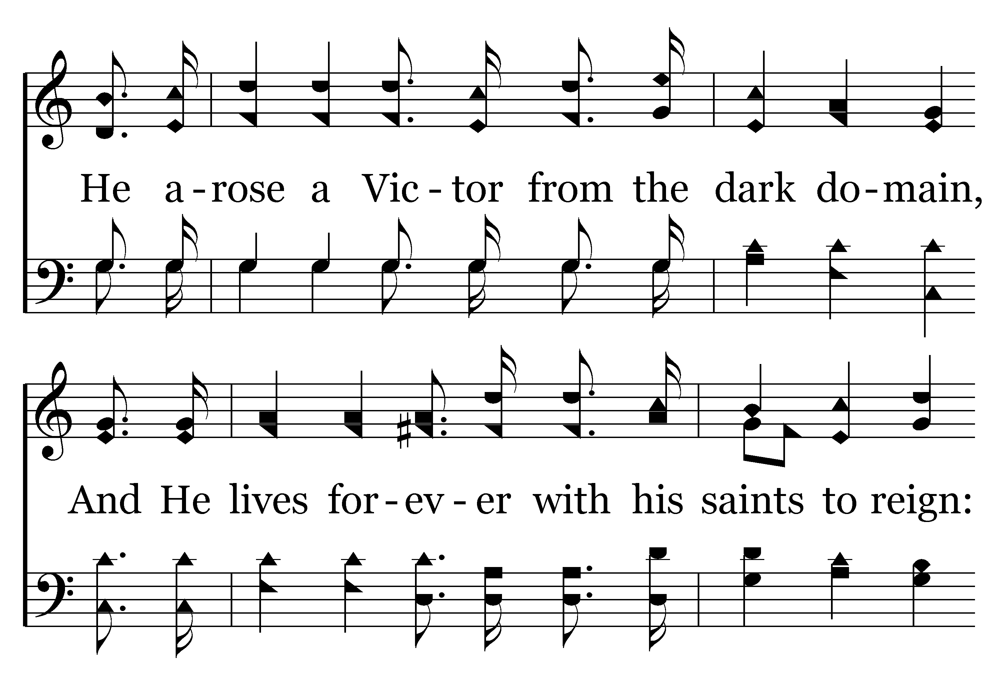 He a-rose a Vic-tor from the dark do-main,
And He lives for-ev-er with his saints to reign: